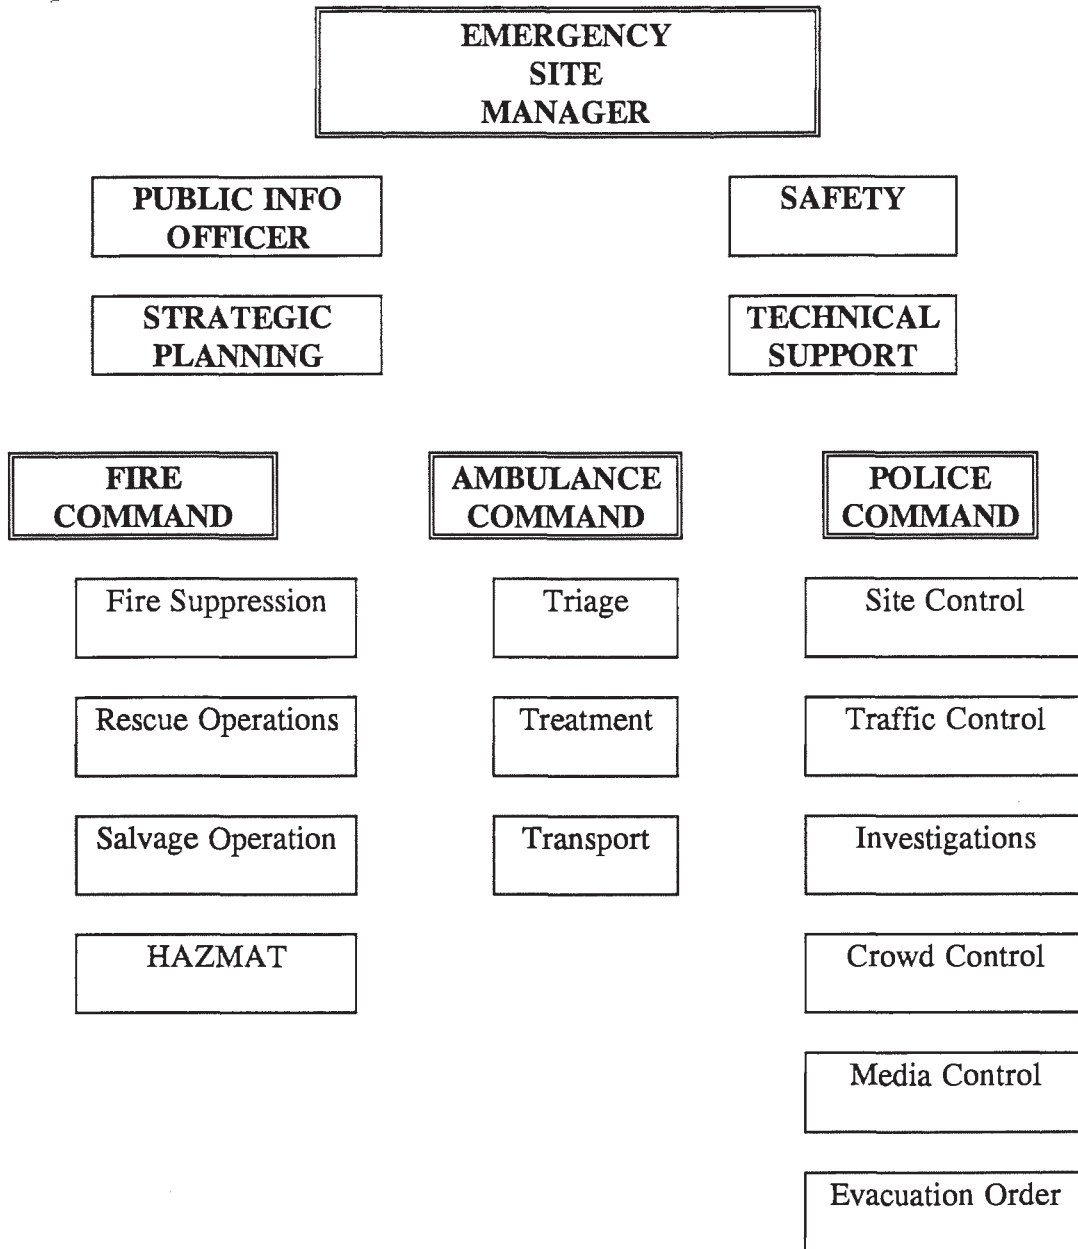 EMERGENCY
SITE
MANAGER
PUBLIC INFO
OFFICER
SAFETY
STRATEGIC
PLANNING
TECHNICAL
SUPPORT
FIRE
COMMAND
AMBULANCE
COMMAND
POLICE
COMMAND
Fire Suppression
Triage
Site Control
Rescue Operations
Treatment
Traffic Control
Salvage Operation
Transport
Investigations
HAZMAT
Crowd Control
Media Control
Evacuation Order